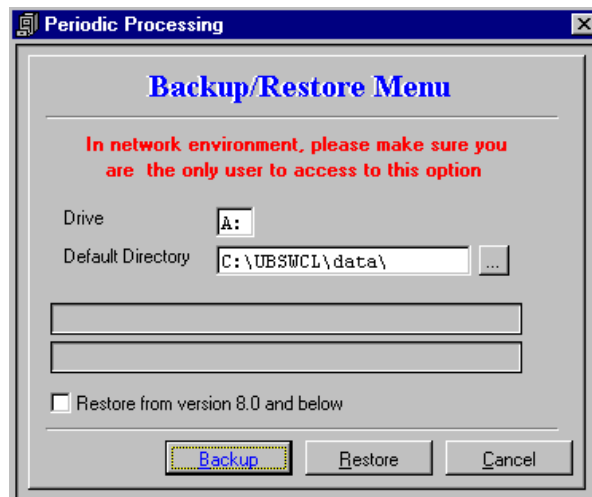 Periodic Processing
Backup/Restore Menu
In network environment, please make sure you
are the only user to access to this option
Drive
A:
Default Directory
C:\UBSWCL\data\
...
Restore from version 8.0 and below
Backup
Restore
Cancel